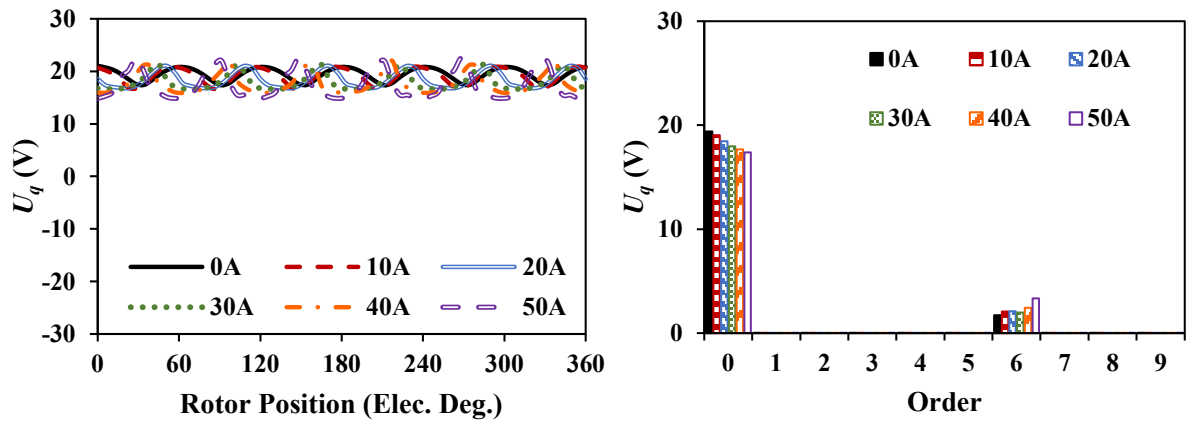 30
20
10
0
-10
-20
-30
U_q (V)
0A 10A 20A
30A 40A 50A
0 60 120 180 240 300 360
Rotor Position (Elec. Deg.)
30
20
10
0
U_q (V)
0A 10A 20A
30A 40A 50A
0 1 2 3 4 5 6 7 8 9
Order